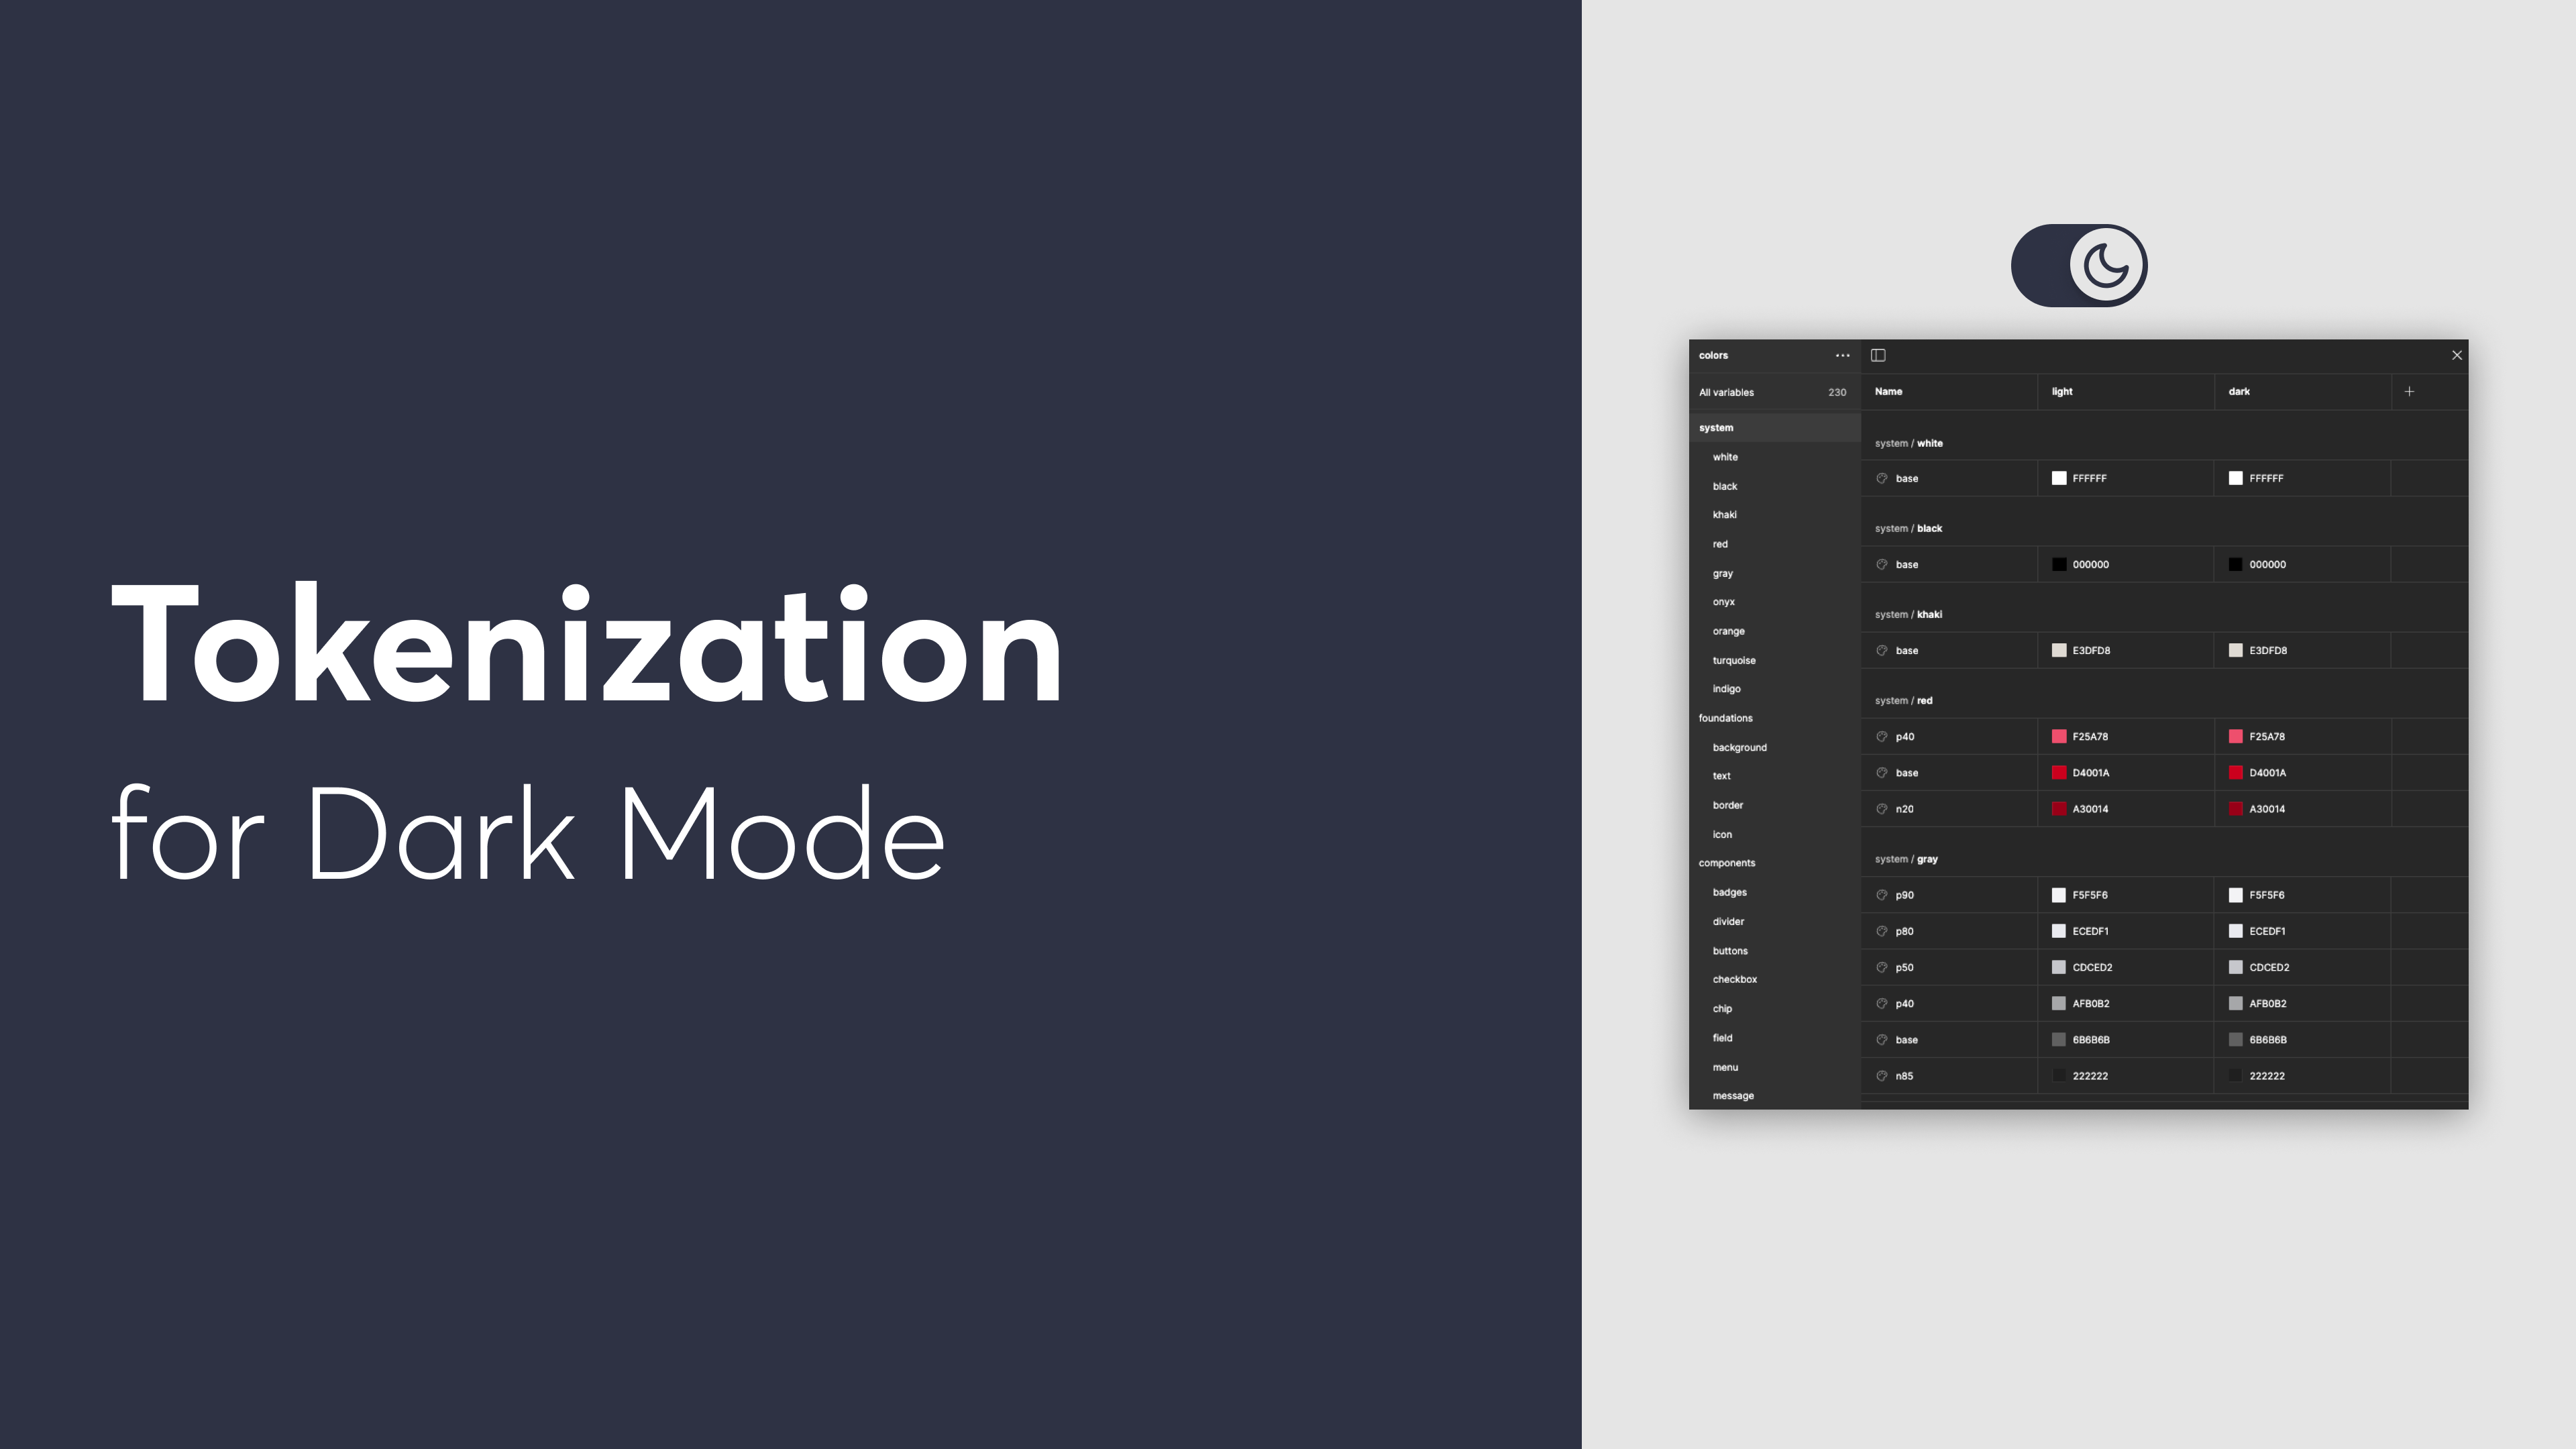 Tokenization
for Dark Mode
colors
All variables 230
system
white
black
khaki
red
gray
onyx
orange
turquoise
indigo
foundations
background
text
border
icon
components
badges
divider
buttons
checkbox
chip
field
menu
message
Name light dark
system / white
base FFFFFF FFFFFF
system / black
base 000000 000000
system / khaki
base E3DFD8 E3DFD8
system / red
p40 F25A78 F25A78
base D4001A D4001A
n20 A30014 A30014
system / gray
p90 F5F5F6 F5F5F6
p80 ECEDF1 ECEDF1
p50 CDCED2 CDCED2
p40 AFB0B2 AFB0B2
base 6B6B6B 6B6B6B
n85 222222 222222